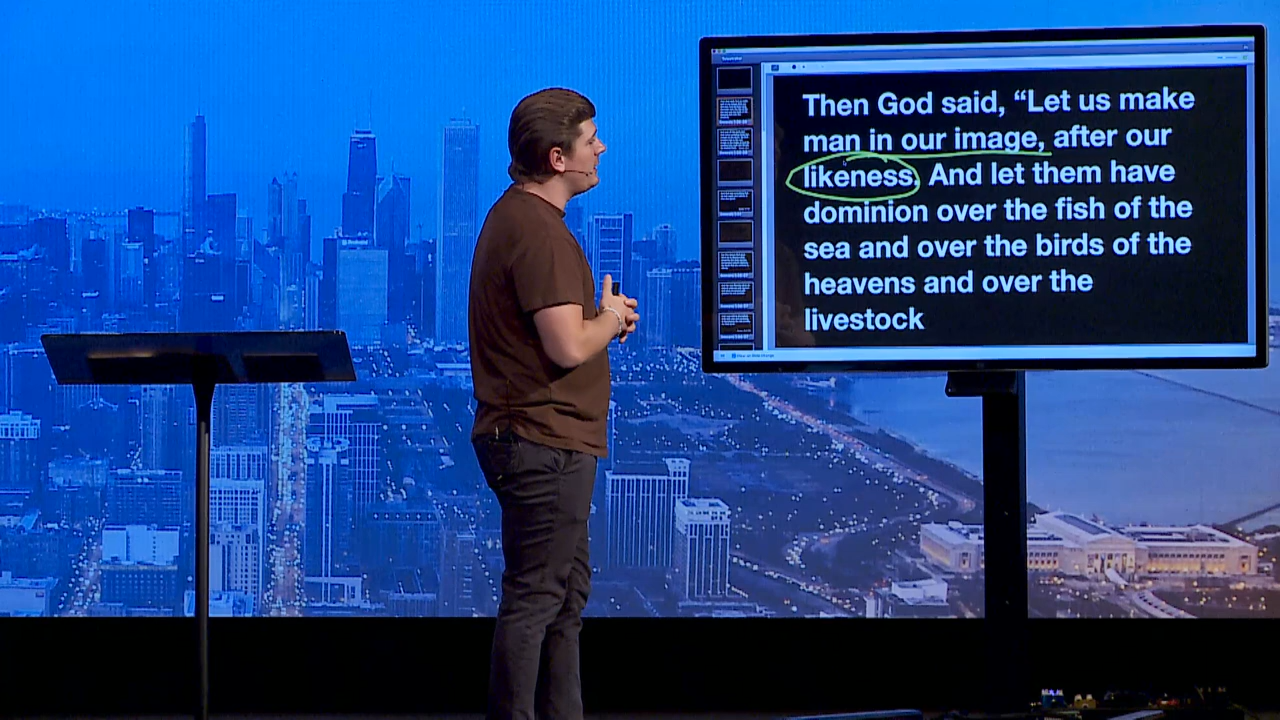 Then God said, “Let us make
man in our image, after our
likeness. And let them have
dominion over the fish of the
sea and over the birds of the
heavens and over the
livestock
Prudential